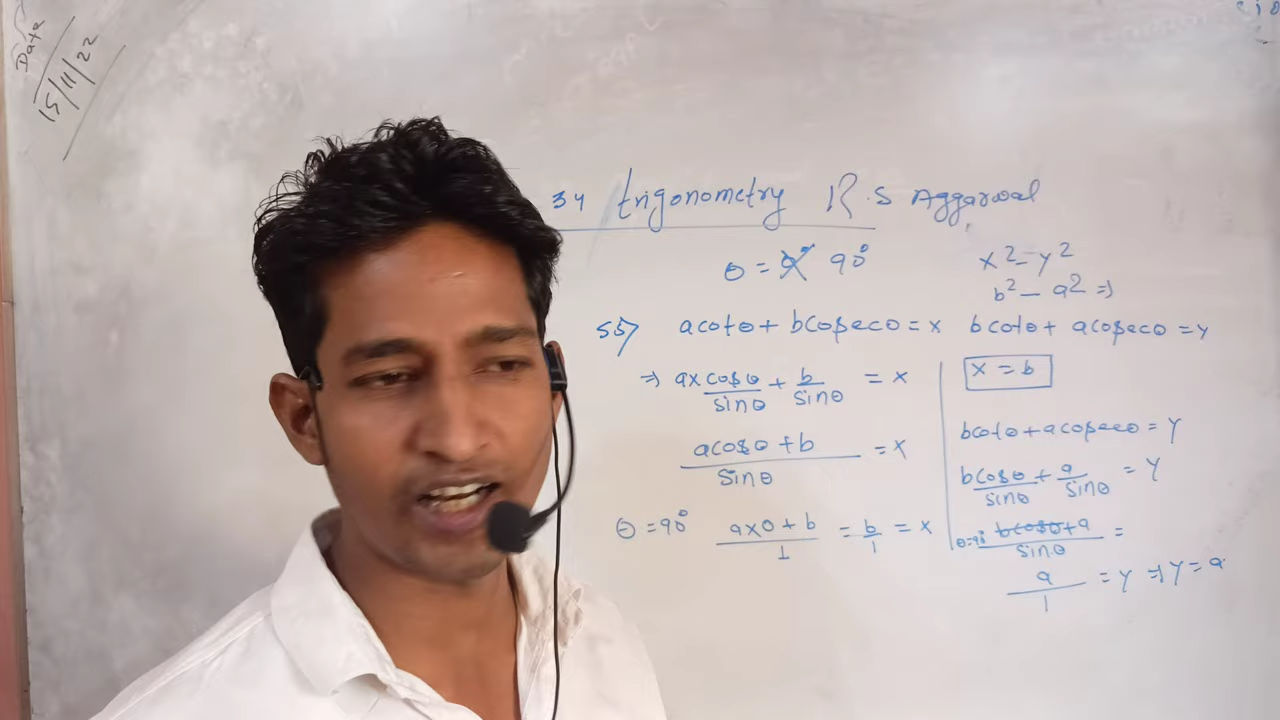 Date
15/11/22
34 trigonometry R.S Aggarwal
θ = 0° 90°
x² - y²
b² - a² ⇒
55) acotθ + bcosecθ = x bcotθ + acosecθ = y
⇒ a×cosθ/sinθ + b/sinθ = x
acosθ + b/sinθ = x
θ = 90° a×0 + b/1 = b/1 = x
x = b
bcotθ + acosecθ = y
bcosθ/sinθ + a/sinθ = y
θ=90° bcosθ + a/sinθ =
a/1 = y ⇒ y = a